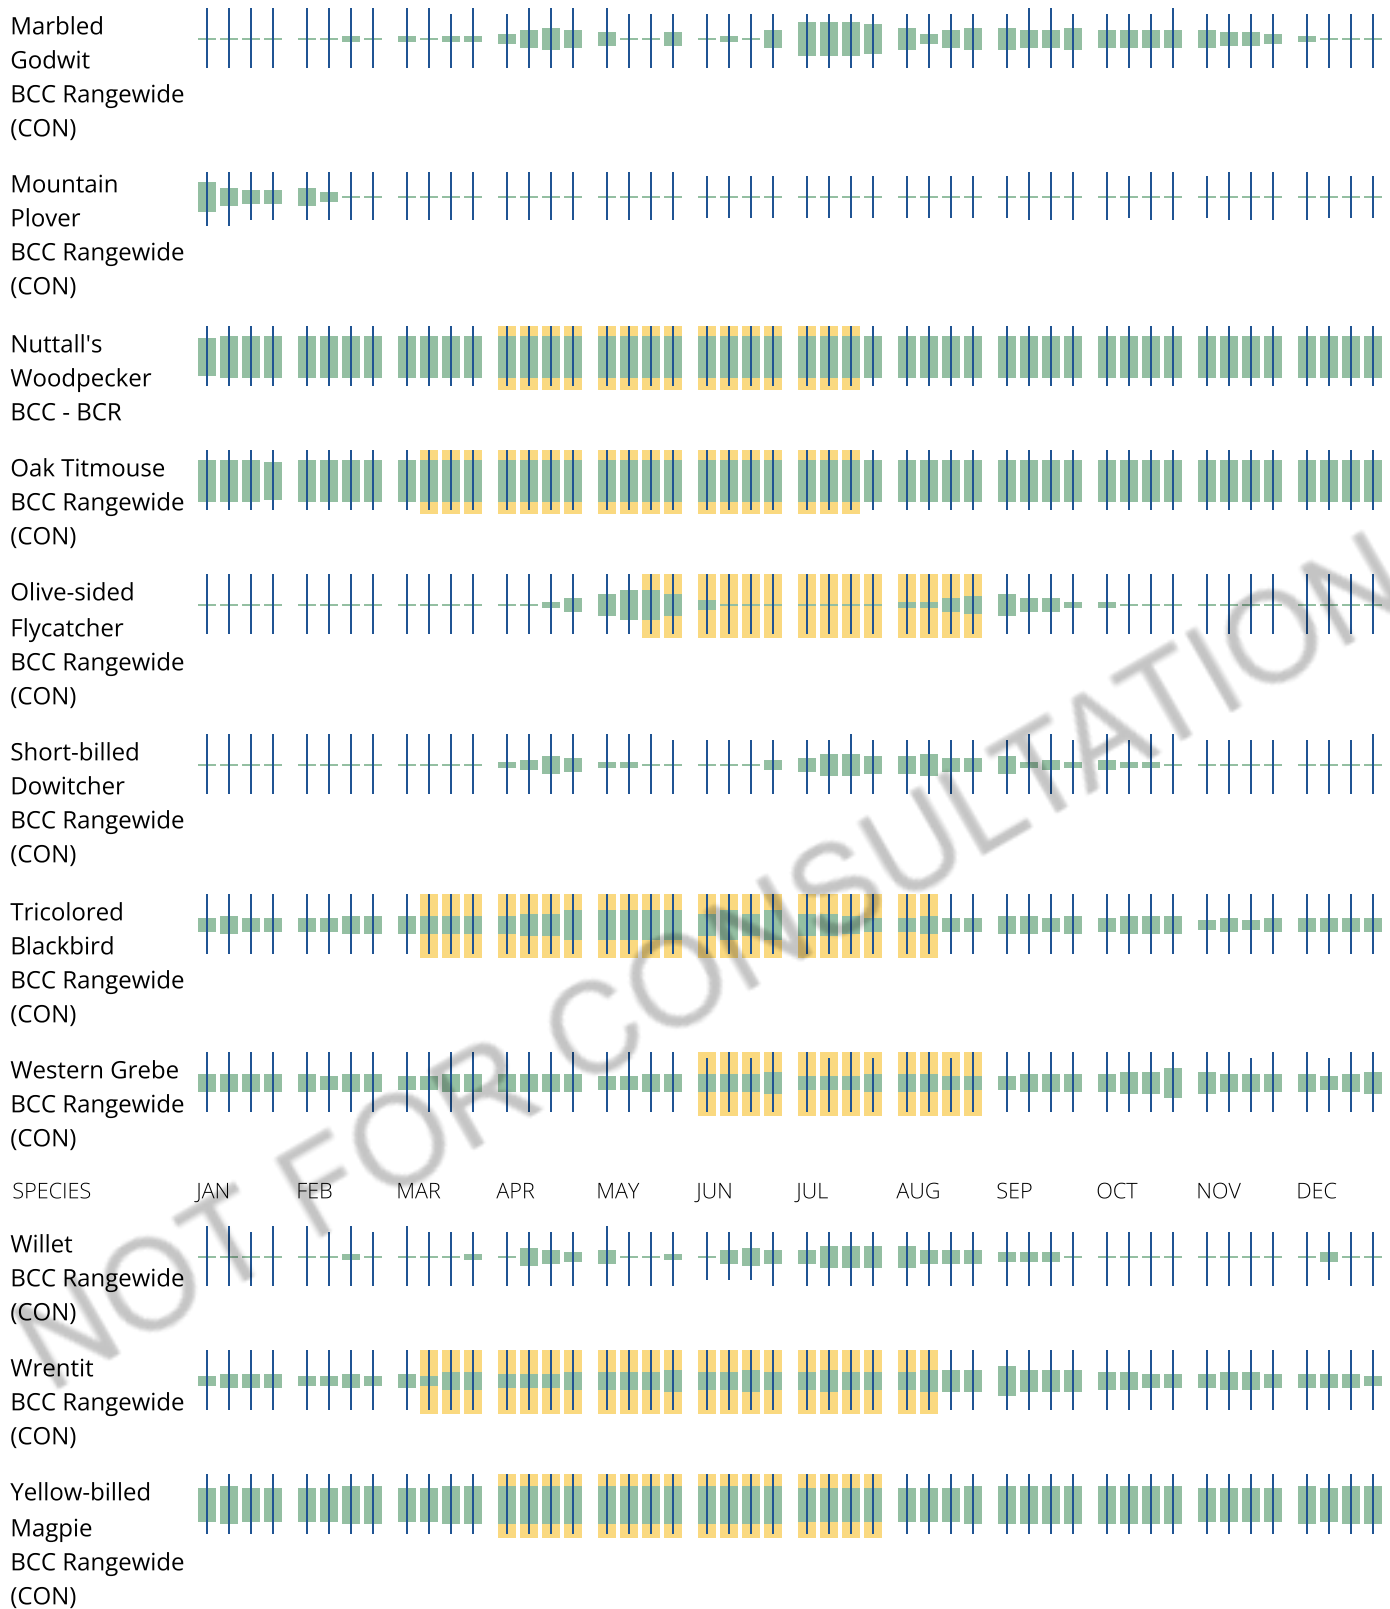 Marbled
Godwit
BCC Rangewide
(CON)
Mountain
Plover
BCC Rangewide
(CON)
Nuttall's
Woodpecker
BCC - BCR
Oak Titmouse
BCC Rangewide
(CON)
Olive-sided
Flycatcher
BCC Rangewide
(CON)
Short-billed
Dowitcher
BCC Rangewide
(CON)
Tricolored
Blackbird
BCC Rangewide
(CON)
Western Grebe
BCC Rangewide
(CON)
SPECIES JAN FEB MAR APR MAY JUN JUL AUG SEP OCT NOV DEC
Willet
BCC Rangewide
(CON)
Wrentit
BCC Rangewide
(CON)
Yellow-billed
Magpie
BCC Rangewide
(CON)
NOT FOR CONSULTATION